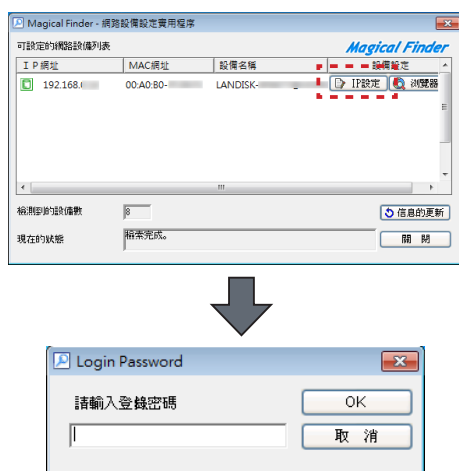 Magical Finder - 網路設備設定實用程序
可設定的網路設備列表
Magical Finder
I P網址 MAC網址 設備名稱 設備設定
192.168. 00:A0:B0- LANDISK- IP設定 瀏覽器
檢測到的設備數 8 信息的更新
現在的狀態 檢索完成。 關 閉
Login Password
請輸入登錄密碼 OK
取 消